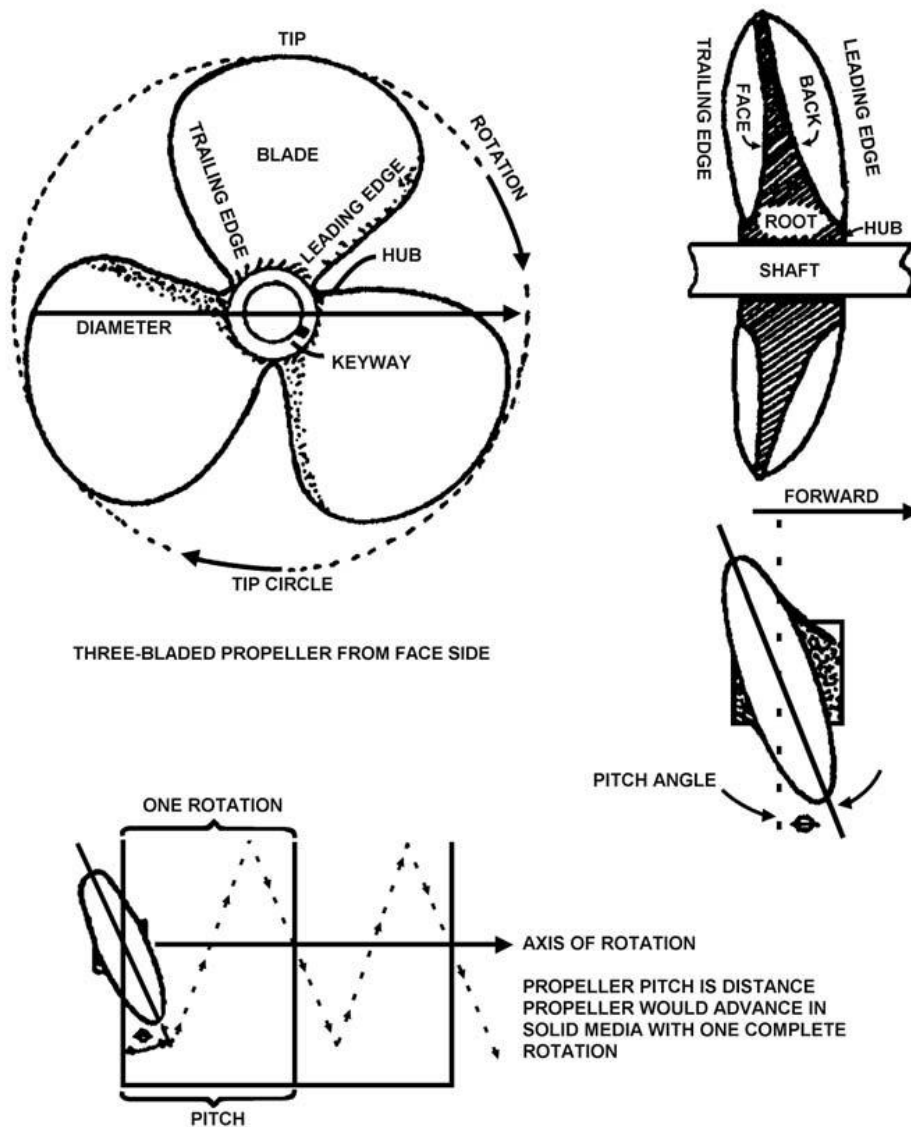 TIP
BLADE
TRAILING EDGE
LEADING EDGE
ROTATION
HUB
DIAMETER
KEYWAY
TIP CIRCLE
THREE-BLADED PROPELLER FROM FACE SIDE
TRAILING EDGE
FACE
BACK
LEADING EDGE
ROOT
HUB
SHAFT
FORWARD
PITCH ANGLE
ONE ROTATION
AXIS OF ROTATION
PROPELLER PITCH IS DISTANCE
PROPELLER WOULD ADVANCE IN
SOLID MEDIA WITH ONE COMPLETE
ROTATION
PITCH